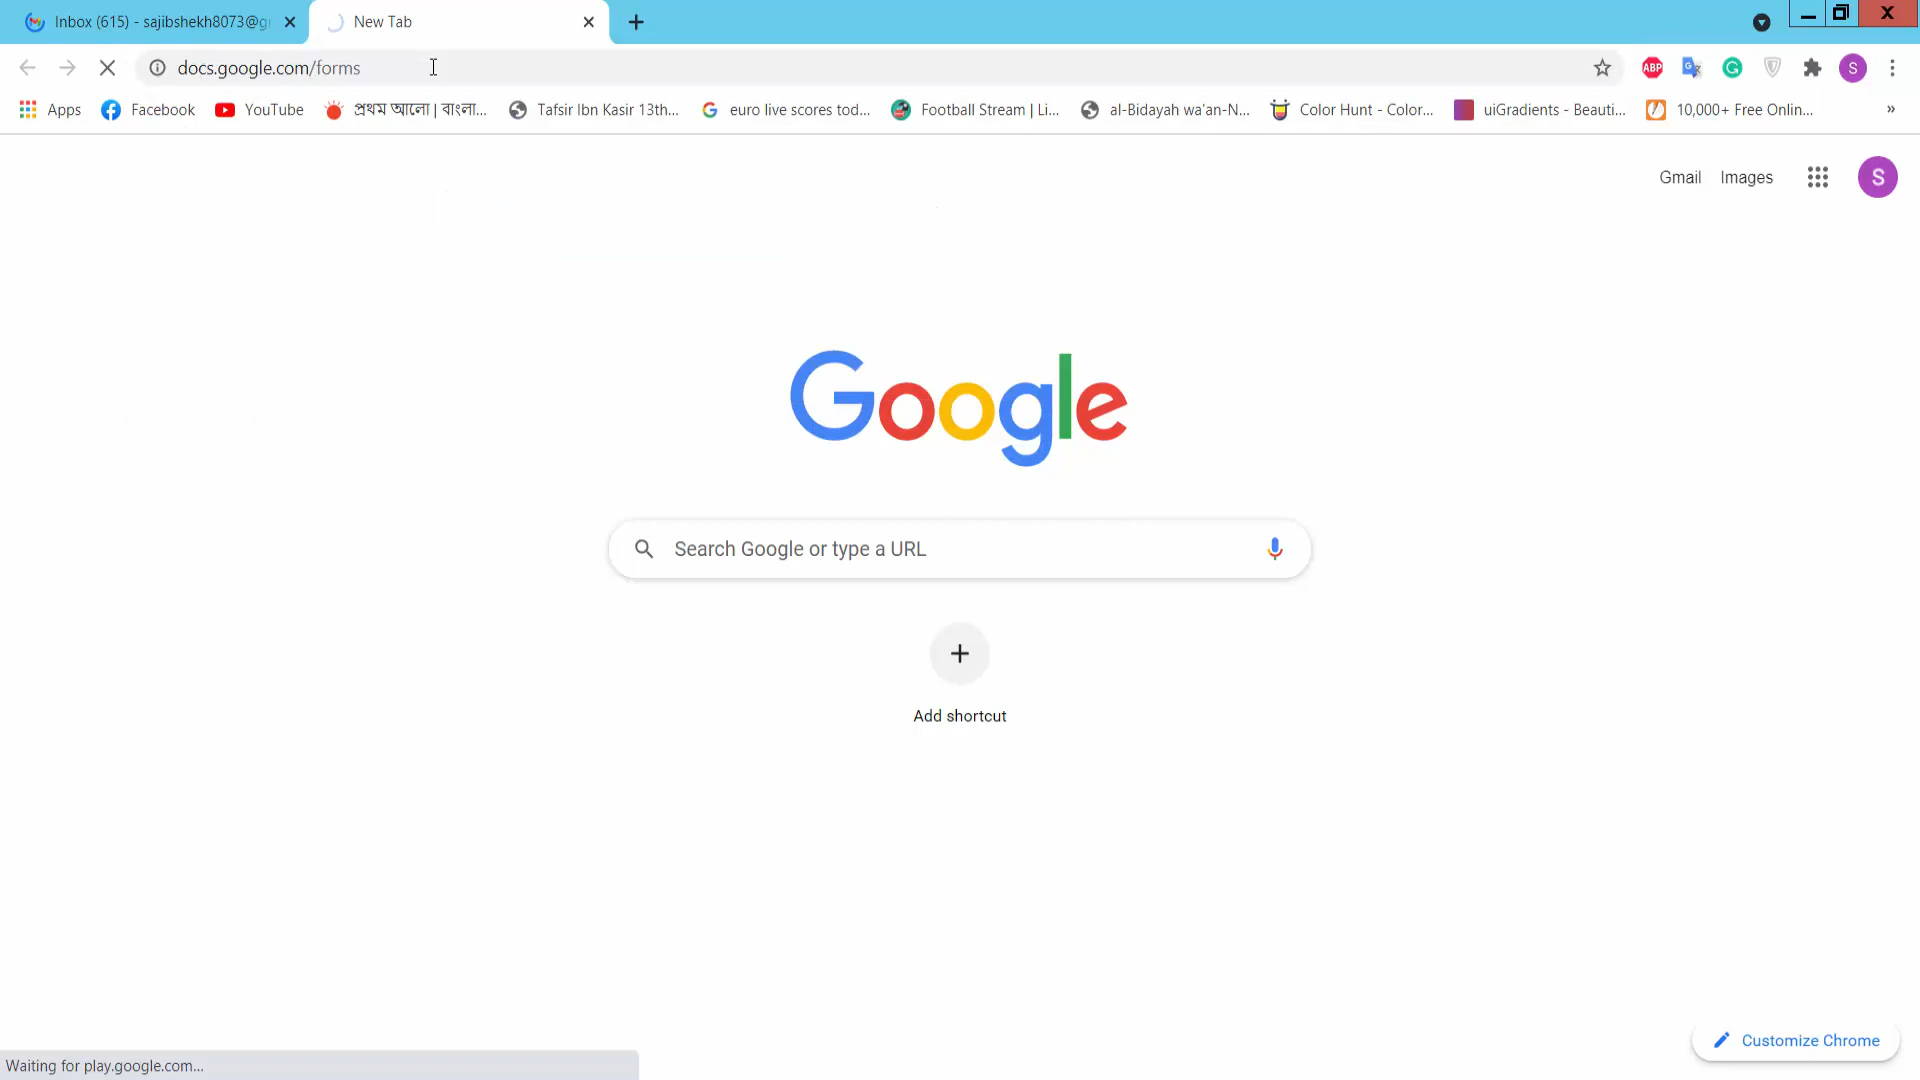 Inbox (615) - sajibshekh8073@g
New Tab
docs.google.com/forms
ABP
S
Apps
Facebook
YouTube
প্রথম আলো | বাংলা...
Tafsir Ibn Kasir 13th...
euro live scores tod...
Football Stream | Li...
al-Bidayah wa'an-N...
Color Hunt - Color...
uiGradients - Beauti...
10,000+ Free Onlin...
»
Gmail
Images
S
Google
Search Google or type a URL
Add shortcut
Customize Chrome
Waiting for play.google.com...